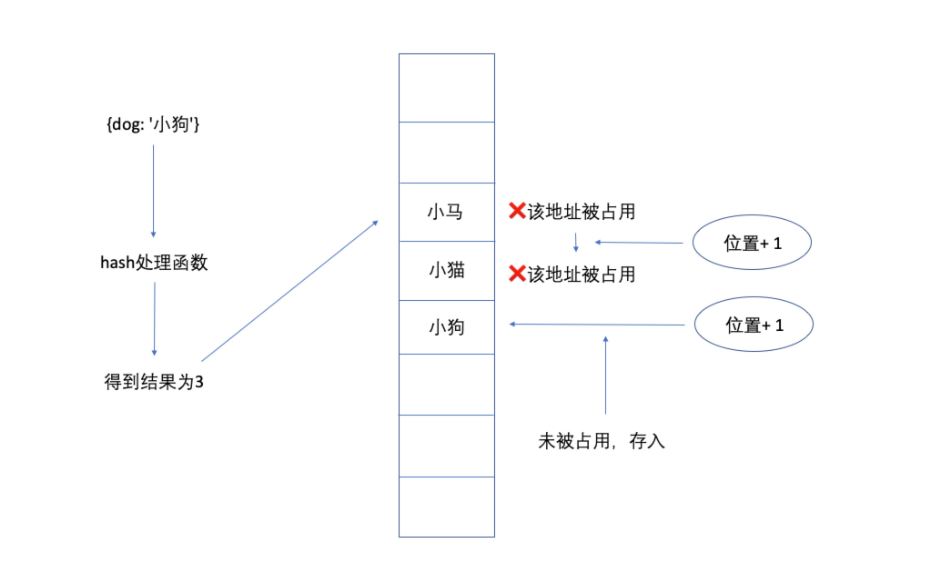 {dog: '小狗'}
hash处理函数
得到结果为3
小马
小猫
小狗
❌该地址被占用
❌该地址被占用
位置+ 1
位置+ 1
未被占用，存入